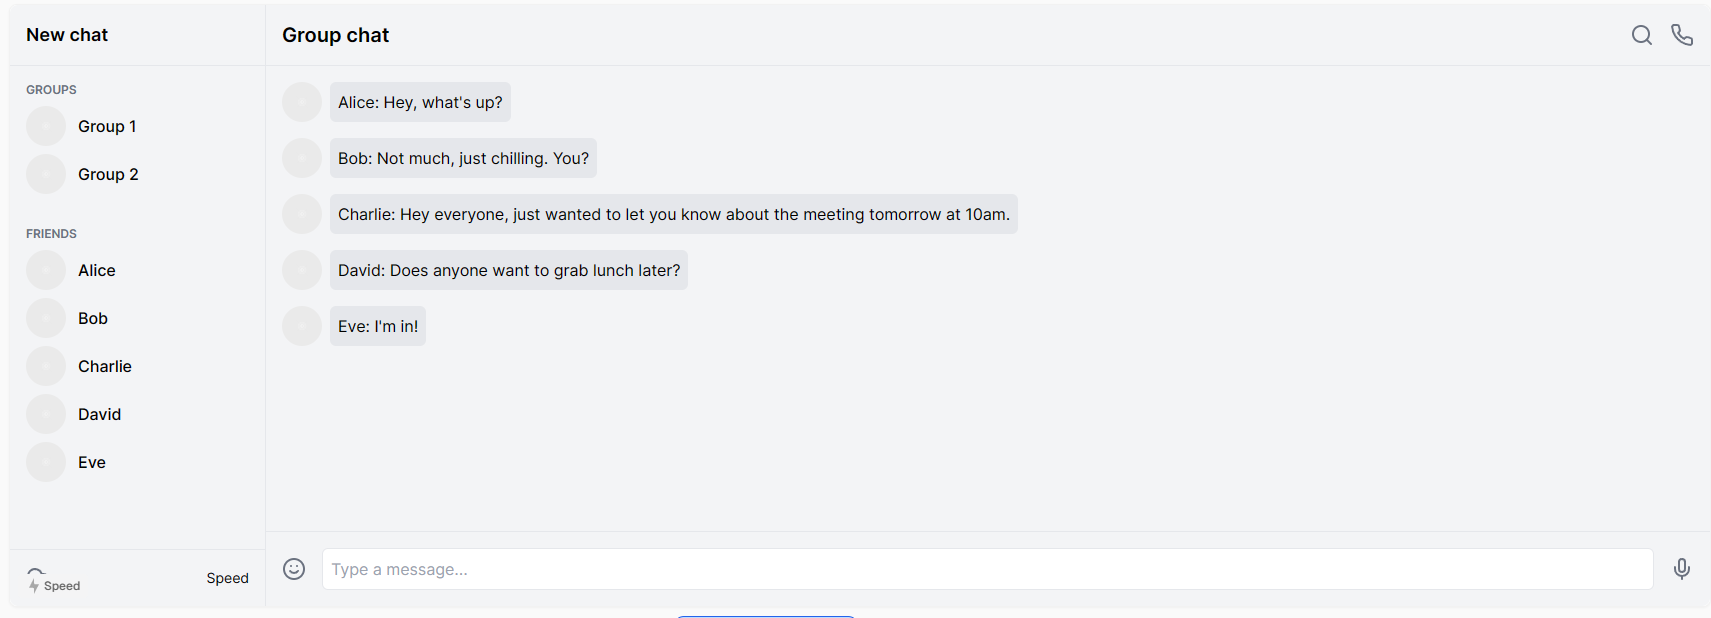 New chat
GROUPS
Group 1
Group 2
FRIENDS
Alice
Bob
Charlie
David
Eve
Speed
Speed
Group chat
Alice: Hey, what's up?
Bob: Not much, just chilling. You?
Charlie: Hey everyone, just wanted to let you know about the meeting tomorrow at 10am.
David: Does anyone want to grab lunch later?
Eve: I'm in!
Type a message...